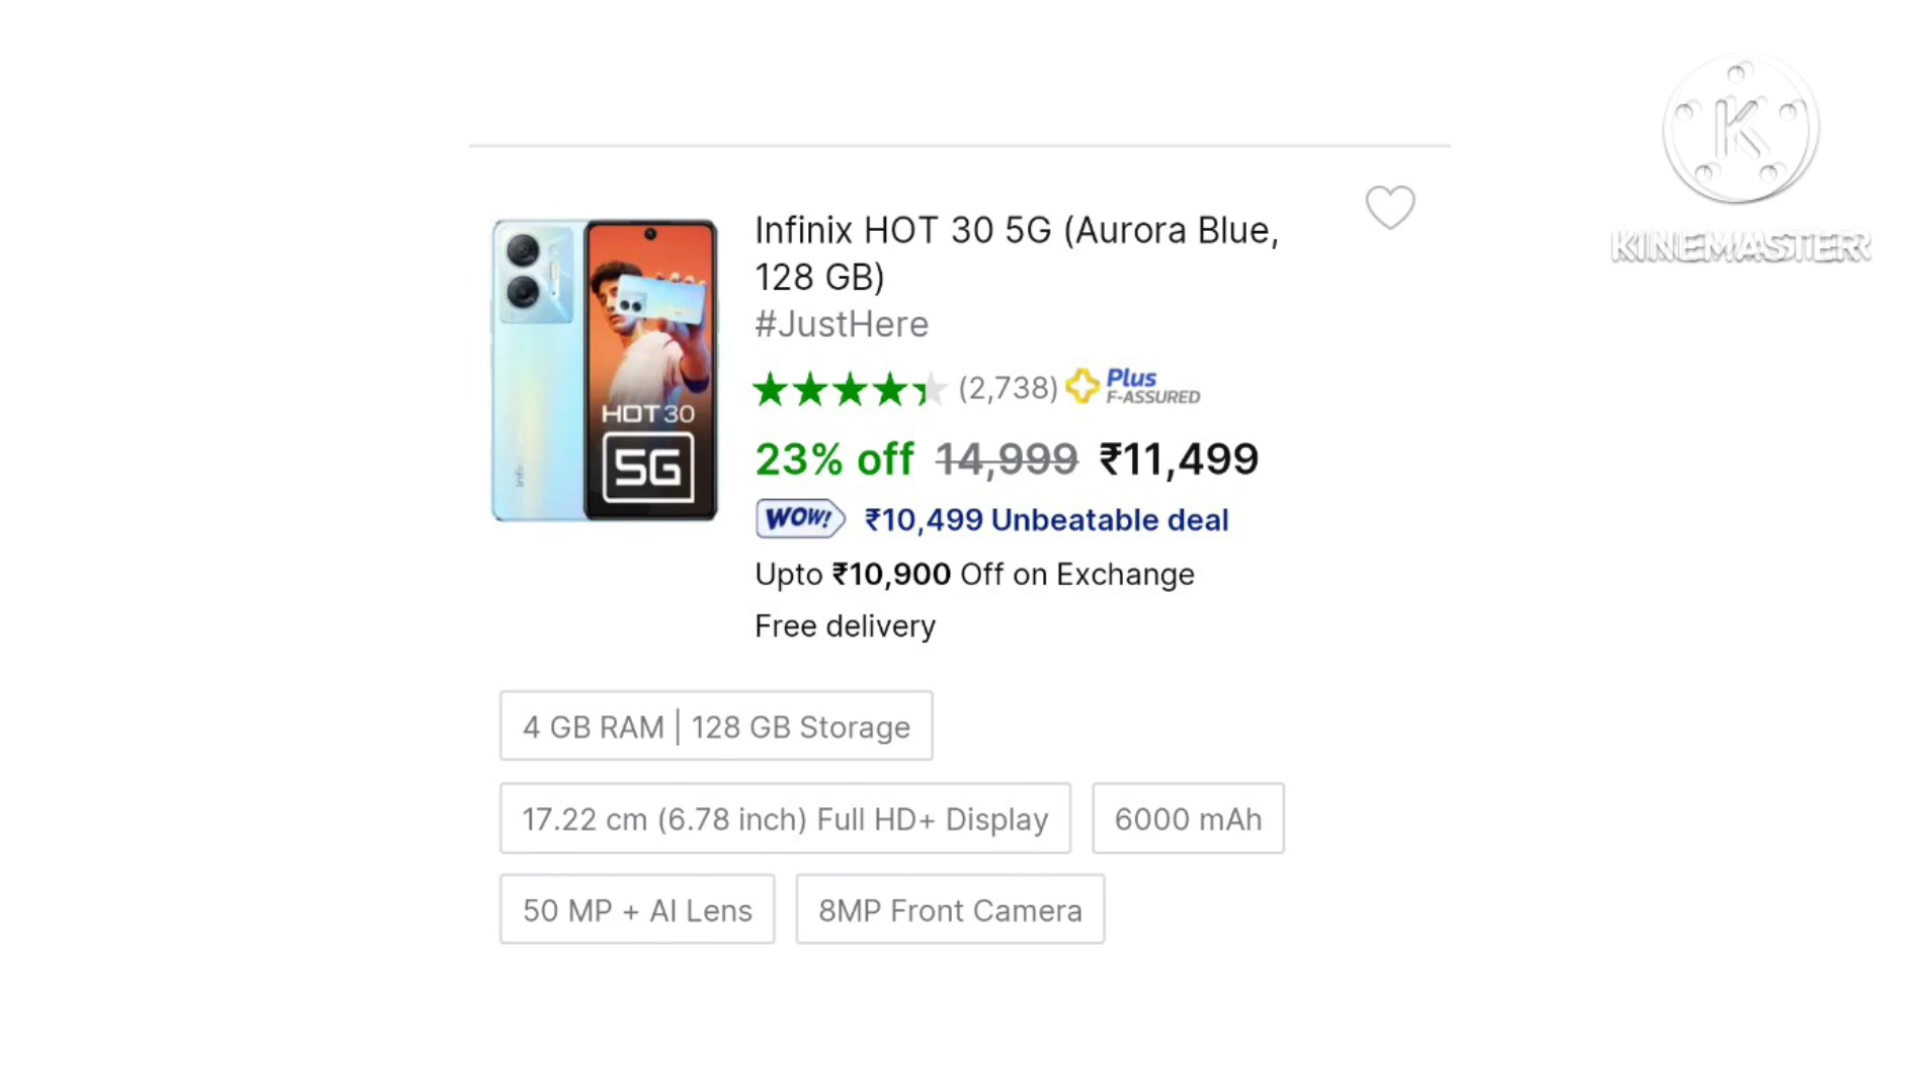 K
KINEMASTER
Infinix HOT 30 5G (Aurora Blue,
128 GB)
#JustHere
(2,738) Plus
F-ASSURED
23% off 14,999 ₹11,499
WOW! ₹10,499 Unbeatable deal
Upto ₹10,900 Off on Exchange
Free delivery
HOT 30
5G
Infinix
4 GB RAM | 128 GB Storage
17.22 cm (6.78 inch) Full HD+ Display
6000 mAh
50 MP + AI Lens
8MP Front Camera